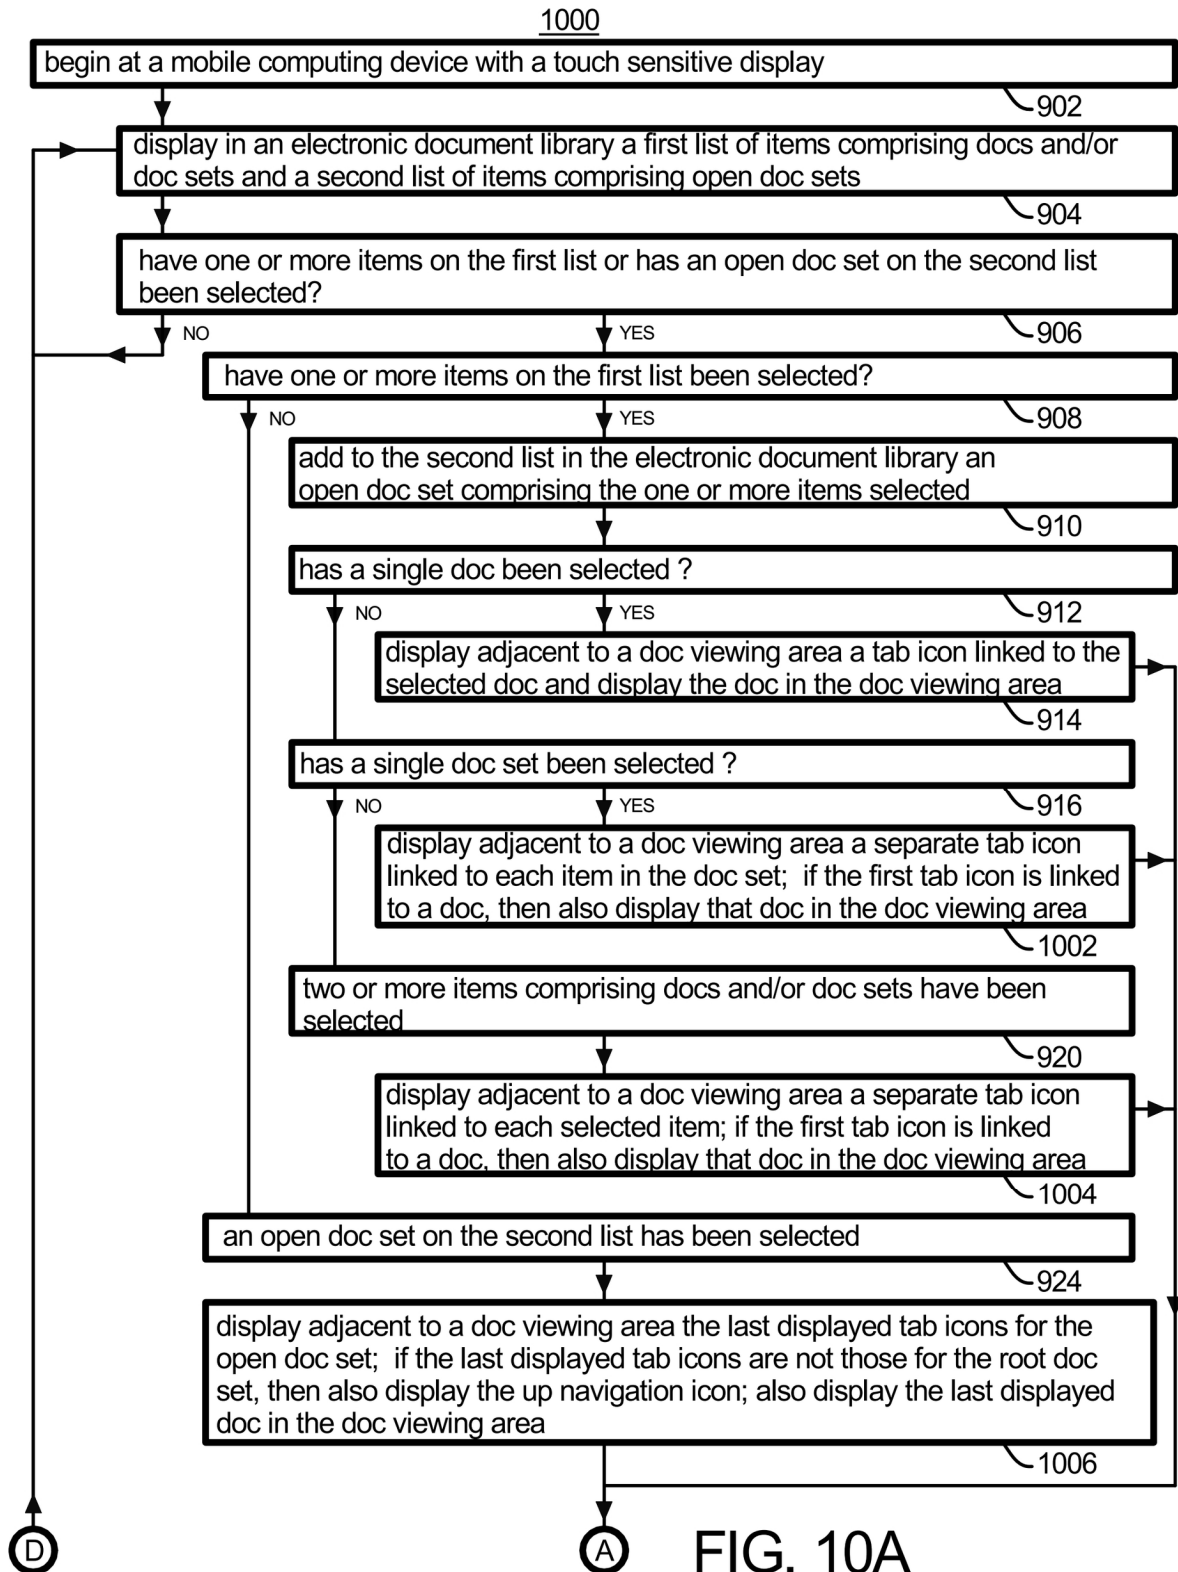 1000
begin at a mobile computing device with a touch sensitive display
902
display in an electronic document library a first list of items comprising docs and/or
doc sets and a second list of items comprising open doc sets
904
have one or more items on the first list or has an open doc set on the second list
been selected?
NO
YES
906
have one or more items on the first list been selected?
NO
YES
908
add to the second list in the electronic document library an
open doc set comprising the one or more items selected
910
has a single doc been selected ?
NO
YES
912
display adjacent to a doc viewing area a tab icon linked to the
selected doc and display the doc in the doc viewing area
914
has a single doc set been selected ?
NO
YES
916
display adjacent to a doc viewing area a separate tab icon
linked to each item in the doc set; if the first tab icon is linked
to a doc, then also display that doc in the doc viewing area
1002
two or more items comprising docs and/or doc sets have been
selected
920
display adjacent to a doc viewing area a separate tab icon
linked to each selected item; if the first tab icon is linked
to a doc, then also display that doc in the doc viewing area
1004
an open doc set on the second list has been selected
924
display adjacent to a doc viewing area the last displayed tab icons for the
open doc set; if the last displayed tab icons are not those for the root doc
set, then also display the up navigation icon; also display the last displayed
doc in the doc viewing area
1006
D
A
FIG. 10A